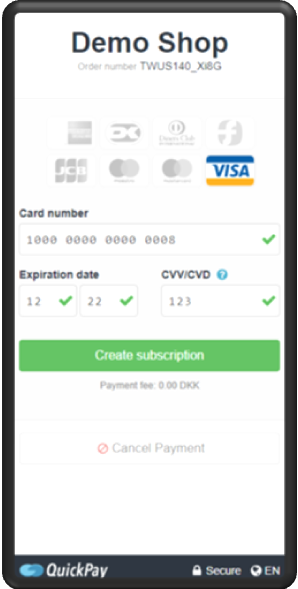 Demo Shop
Order number TWUS140_Xi8G
JCB
VISA
Card number
1000 0000 0000 0008
Expiration date CVV/CVD ?
12 22 123
Create subscription
Payment fee: 0.00 DKK
Cancel Payment
QuickPay Secure EN